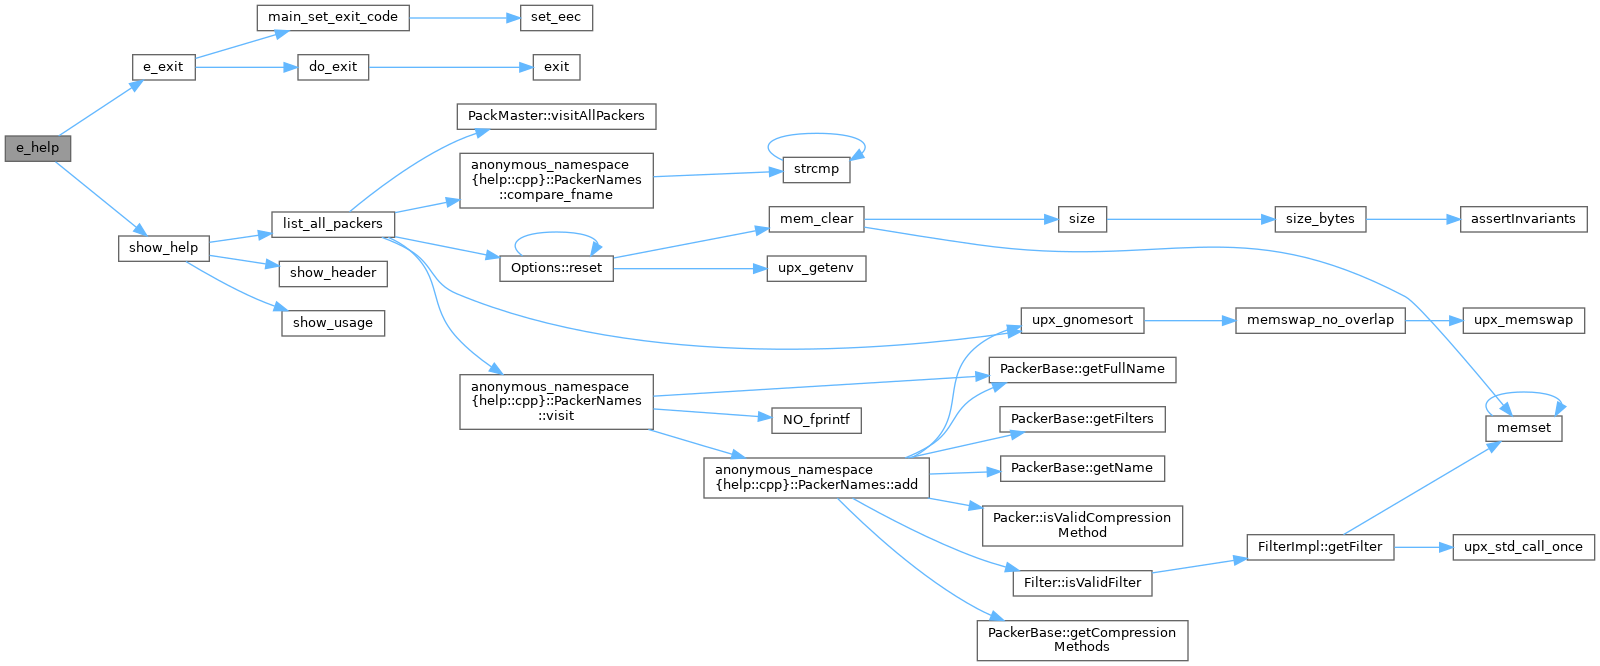 main_set_exit_code
set_eec
e_exit
do_exit
exit
PackMaster::visitAllPackers
e_help
anonymous_namespace
{help::cpp}::PackerNames
::compare_fname
strcmp
list_all_packers
mem_clear
size
size_bytes
assertInvariants
show_help
show_header
Options::reset
upx_getenv
show_usage
upx_gnomesort
memswap_no_overlap
upx_memswap
PackerBase::getFullName
anonymous_namespace
{help::cpp}::PackerNames
::visit
NO_fprintf
PackerBase::getFilters
memset
anonymous_namespace
{help::cpp}::PackerNames::add
PackerBase::getName
Packer::isValidCompression
Method
FilterImpl::getFilter
upx_std_call_once
Filter::isValidFilter
PackerBase::getCompression
Methods